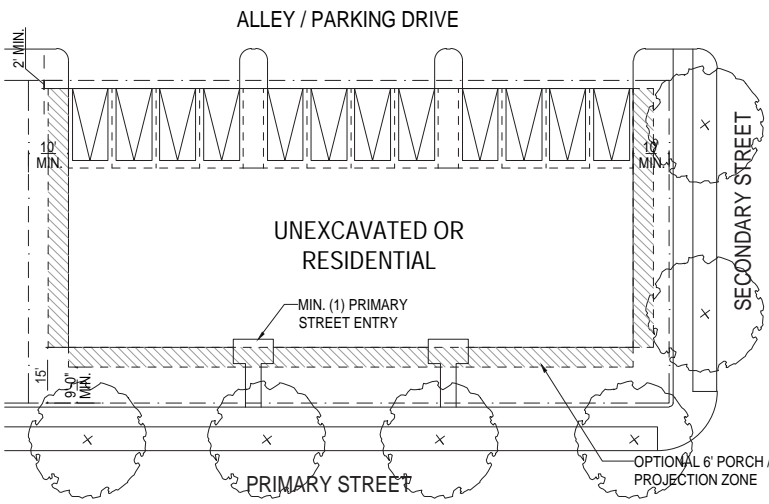 ALLEY / PARKING DRIVE
2' MIN.
10'
MIN.
10'
MIN.
SECONDARY STREET
UNEXCAVATED OR
RESIDENTIAL
MIN. (1) PRIMARY
STREET ENTRY
15'
9'-0"
MIN.
OPTIONAL 6' PORCH /
PROJECTION ZONE
PRIMARY STREET